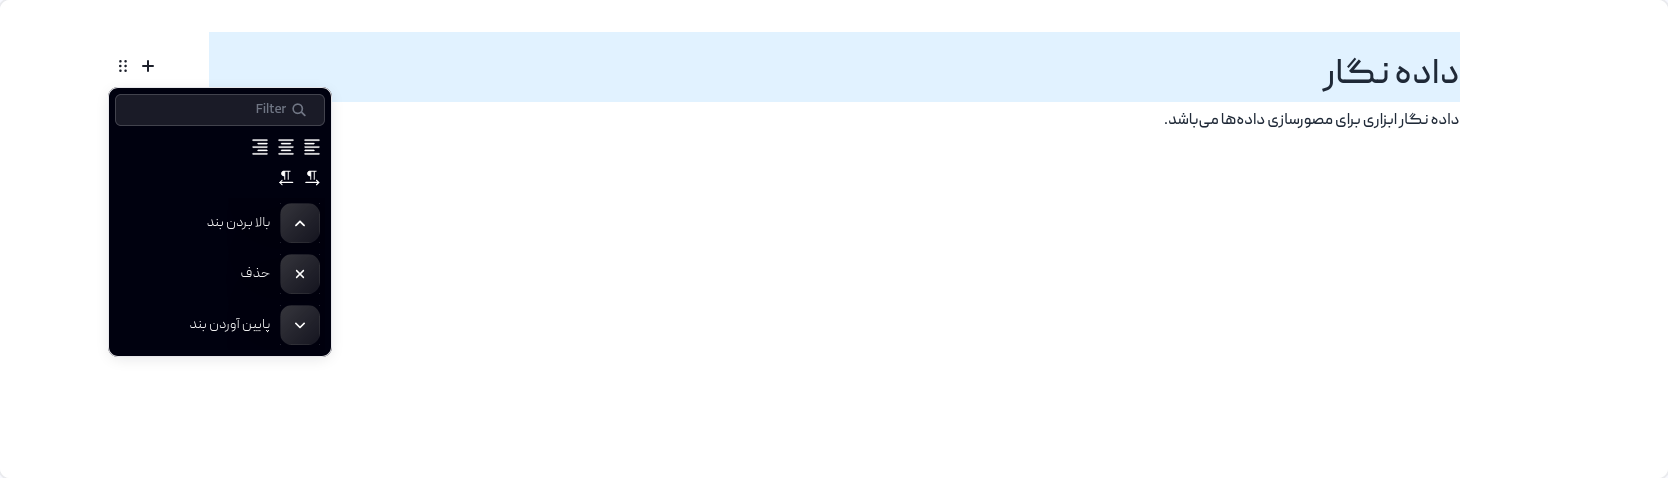 داده نگار
داده نگار ابزاری برای مصورسازی داده‌ها می‌باشد.
Filter
بالا بردن بند
حذف
پایین آوردن بند